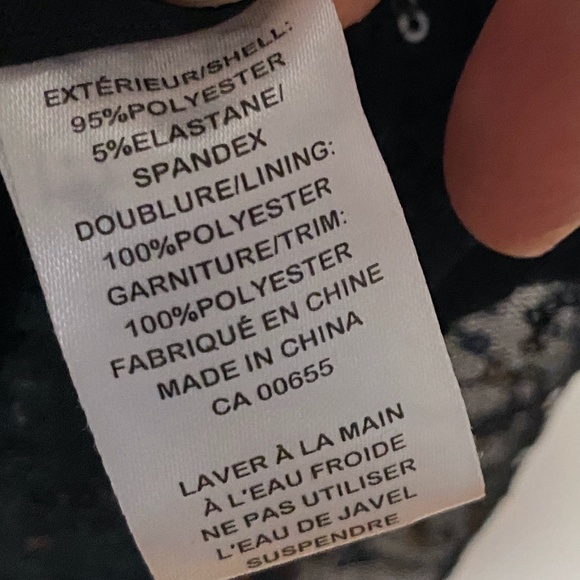 EXTÉRIEUR/SHELL:
95%POLYESTER
5%ELASTANE/
SPANDEX
DOUBLURE/LINING:
100%POLYESTER
GARNITURE/TRIM:
100%POLYESTER
FABRIQUÉ EN CHINE
MADE IN CHINA
CA 00655
LAVER À LA MAIN
À L'EAU FROIDE
NE PAS UTILISER
L'EAU DE JAVEL
SUSPENDRE